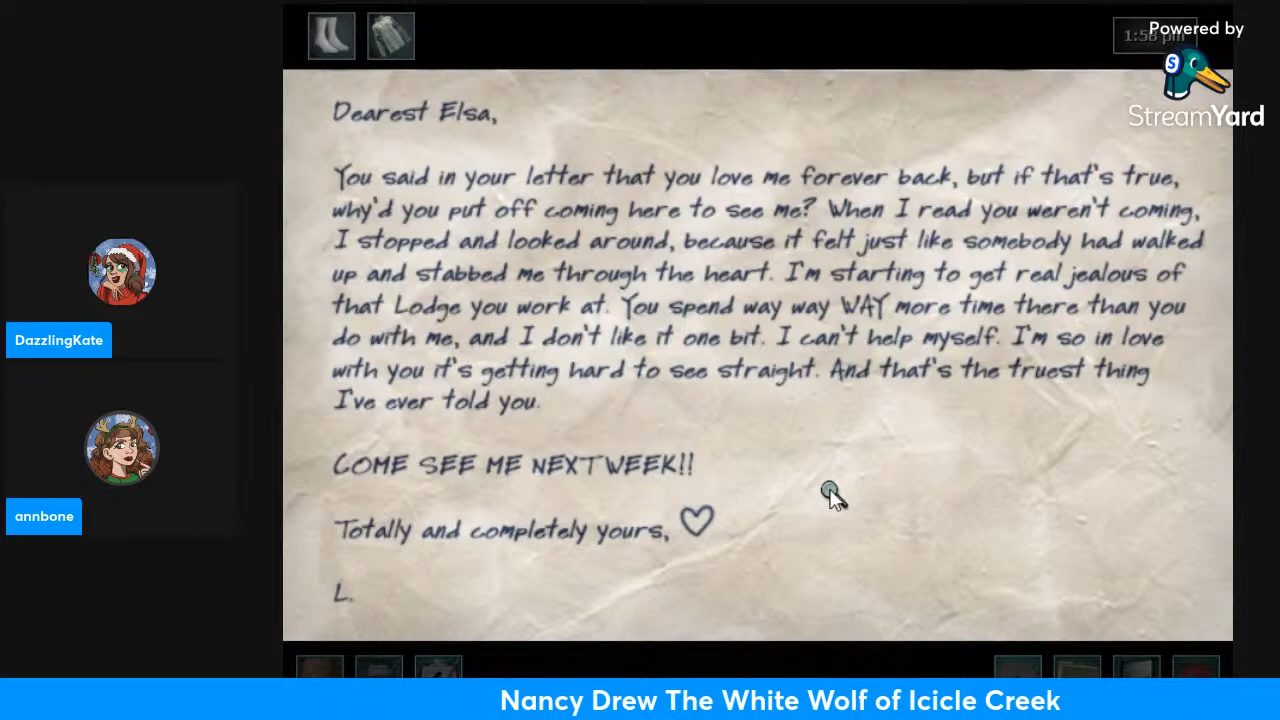 1:58 pm
Powered by
StreamYard
Dearest Elsa,
You said in your letter that you love me forever back, but if that's true,
why'd you put off coming here to see me? When I read you weren't coming,
I stopped and looked around, because it felt just like somebody had walked
up and stabbed me through the heart. I'm starting to get real jealous of
that Lodge you work at. You spend way way WAY more time there than you
do with me, and I don't like it one bit. I can't help myself. I'm so in love
with you it's getting hard to see straight. And that's the truest thing
I've ever told you.
COME SEE ME NEXT WEEK!!
Totally and completely yours,
L.
DazzlingKate
annbone
Nancy Drew The White Wolf of Icicle Creek